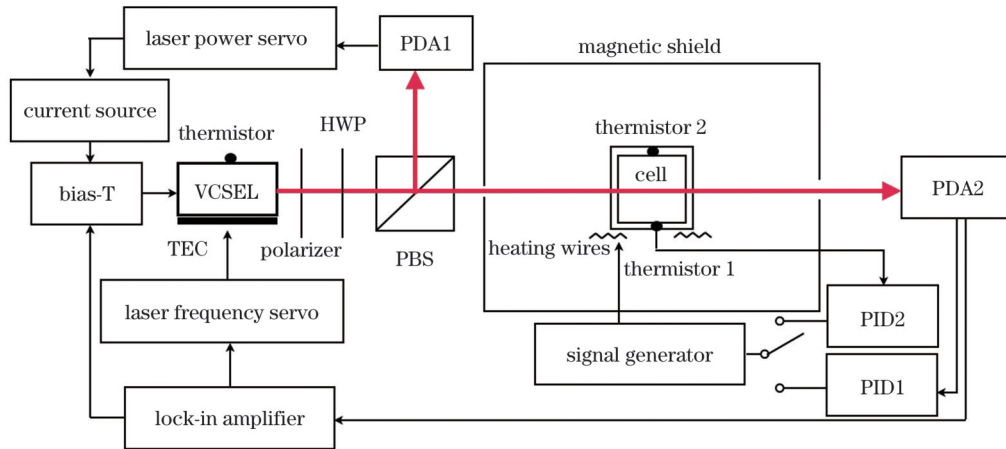 laser power servo
PDA1
magnetic shield
current source
thermistor
HWP
thermistor 2
bias-T
VCSEL
cell
PDA2
TEC
polarizer
PBS
heating wires
thermistor 1
laser frequency servo
signal generator
PID2
PID1
lock-in amplifier